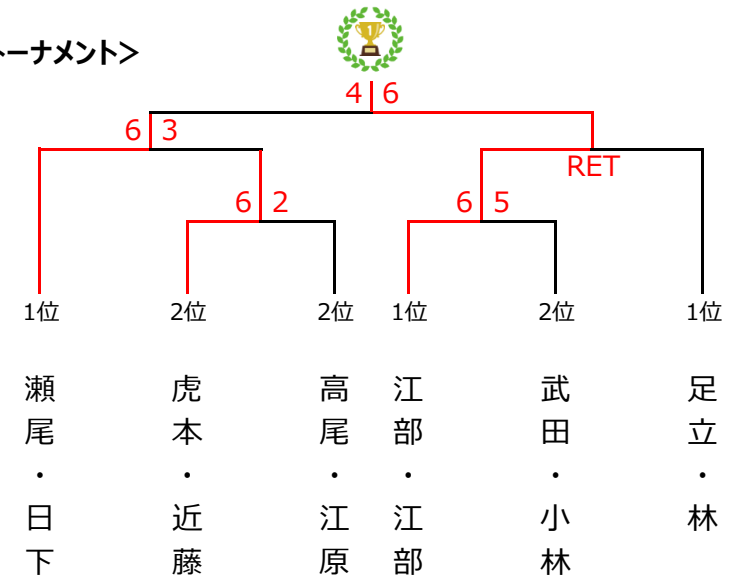 ーナメント>
1
4 6
6 3
RET
6 2
6 5
1位 2位 2位 1位 2位 1位
瀬尾・日下
虎本・近藤
高尾・江原
江部・江部
武田・小林
足立・林